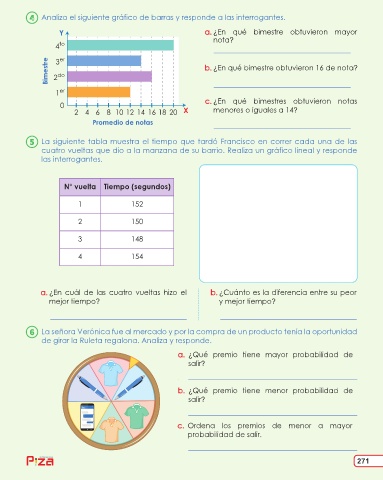 4 Analiza el siguiente gráfico de barras y responde a las interrogantes.
Y
4to
3er
2do
1er
0
Bimestre
2 4 6 8 10 12 14 16 18 20 X
Promedio de notas
a. ¿En qué bimestre obtuvieron mayor
nota?
b. ¿En qué bimestre obtuvieron 16 de nota?
c. ¿En qué bimestres obtuvieron notas
menores o iguales a 14?
5 La siguiente tabla muestra el tiempo que tardó Francisco en correr cada una de las
cuatro vueltas que dio a la manzana de su barrio. Realiza un gráfico lineal y responde
las interrogantes.
N° vuelta Tiempo (segundos)
1 152
2 150
3 148
4 154
a. ¿En cuál de las cuatro vueltas hizo el
mejor tiempo?
b. ¿Cuánto es la diferencia entre su peor
y mejor tiempo?
6 La señora Verónica fue al mercado y por la compra de un producto tenía la oportunidad
de girar la Ruleta regalona. Analiza y responde.
a. ¿Qué premio tiene mayor probabilidad de
salir?
b. ¿Qué premio tiene menor probabilidad de
salir?
c. Ordena los premios de menor a mayor
probabilidad de salir.
P:za
271